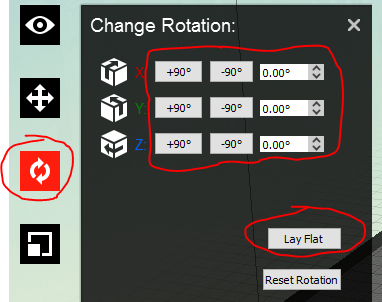 Change Rotation: ×
X: +90° -90° 0.00°
Y: +90° -90° 0.00°
Z: +90° -90° 0.00°
Lay Flat
Reset Rotation